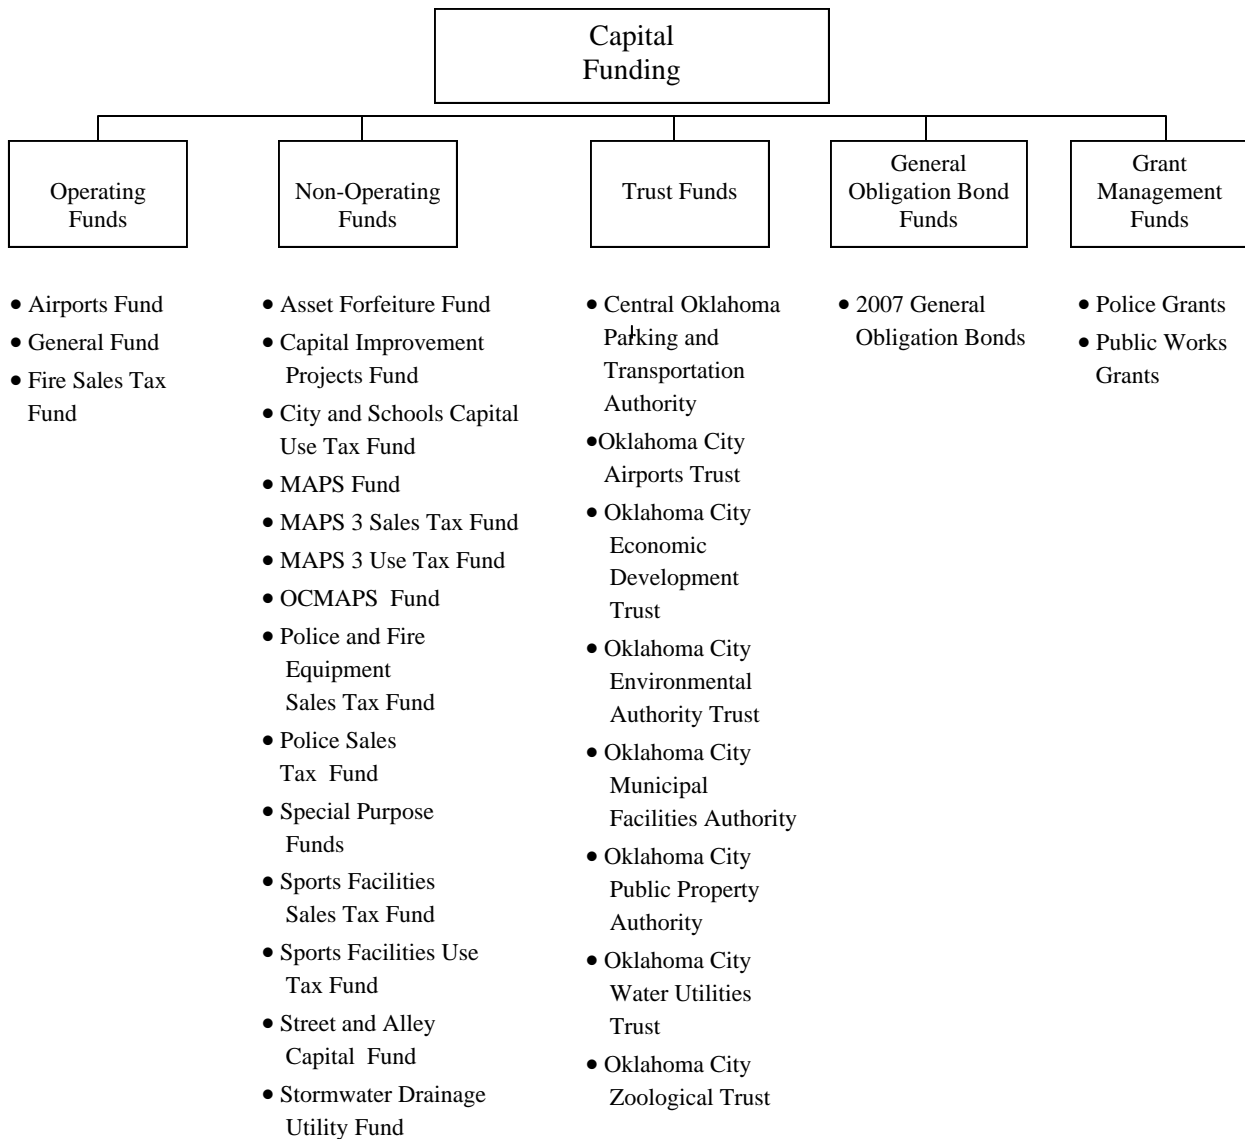 Capital
Funding
Operating
Funds
Non-Operating
Funds
Trust Funds
General
Obligation Bond
Funds
Grant
Management
Funds
• Airports Fund
• General Fund
• Fire Sales Tax
Fund
• Asset Forfeiture Fund
• Capital Improvement
Projects Fund
• City and Schools Capital
Use Tax Fund
• MAPS Fund
• MAPS 3 Sales Tax Fund
• MAPS 3 Use Tax Fund
• OCMAPS  Fund
• Police and Fire
Equipment
Sales Tax Fund
• Police Sales
Tax  Fund
• Special Purpose
Funds
• Sports Facilities
Sales Tax Fund
• Sports Facilities Use
Tax Fund
• Street and Alley
Capital  Fund
• Stormwater Drainage
Utility Fund
• Central Oklahoma
Parking and
Transportation
Authority
•Oklahoma City
Airports Trust
• Oklahoma City
Economic
Development
Trust
• Oklahoma City
Environmental
Authority Trust
• Oklahoma City
Municipal
Facilities Authority
• Oklahoma City
Public Property
Authority
• Oklahoma City
Water Utilities
Trust
• Oklahoma City
Zoological Trust
• 2007 General
Obligation Bonds
• Police Grants
• Public Works
Grants